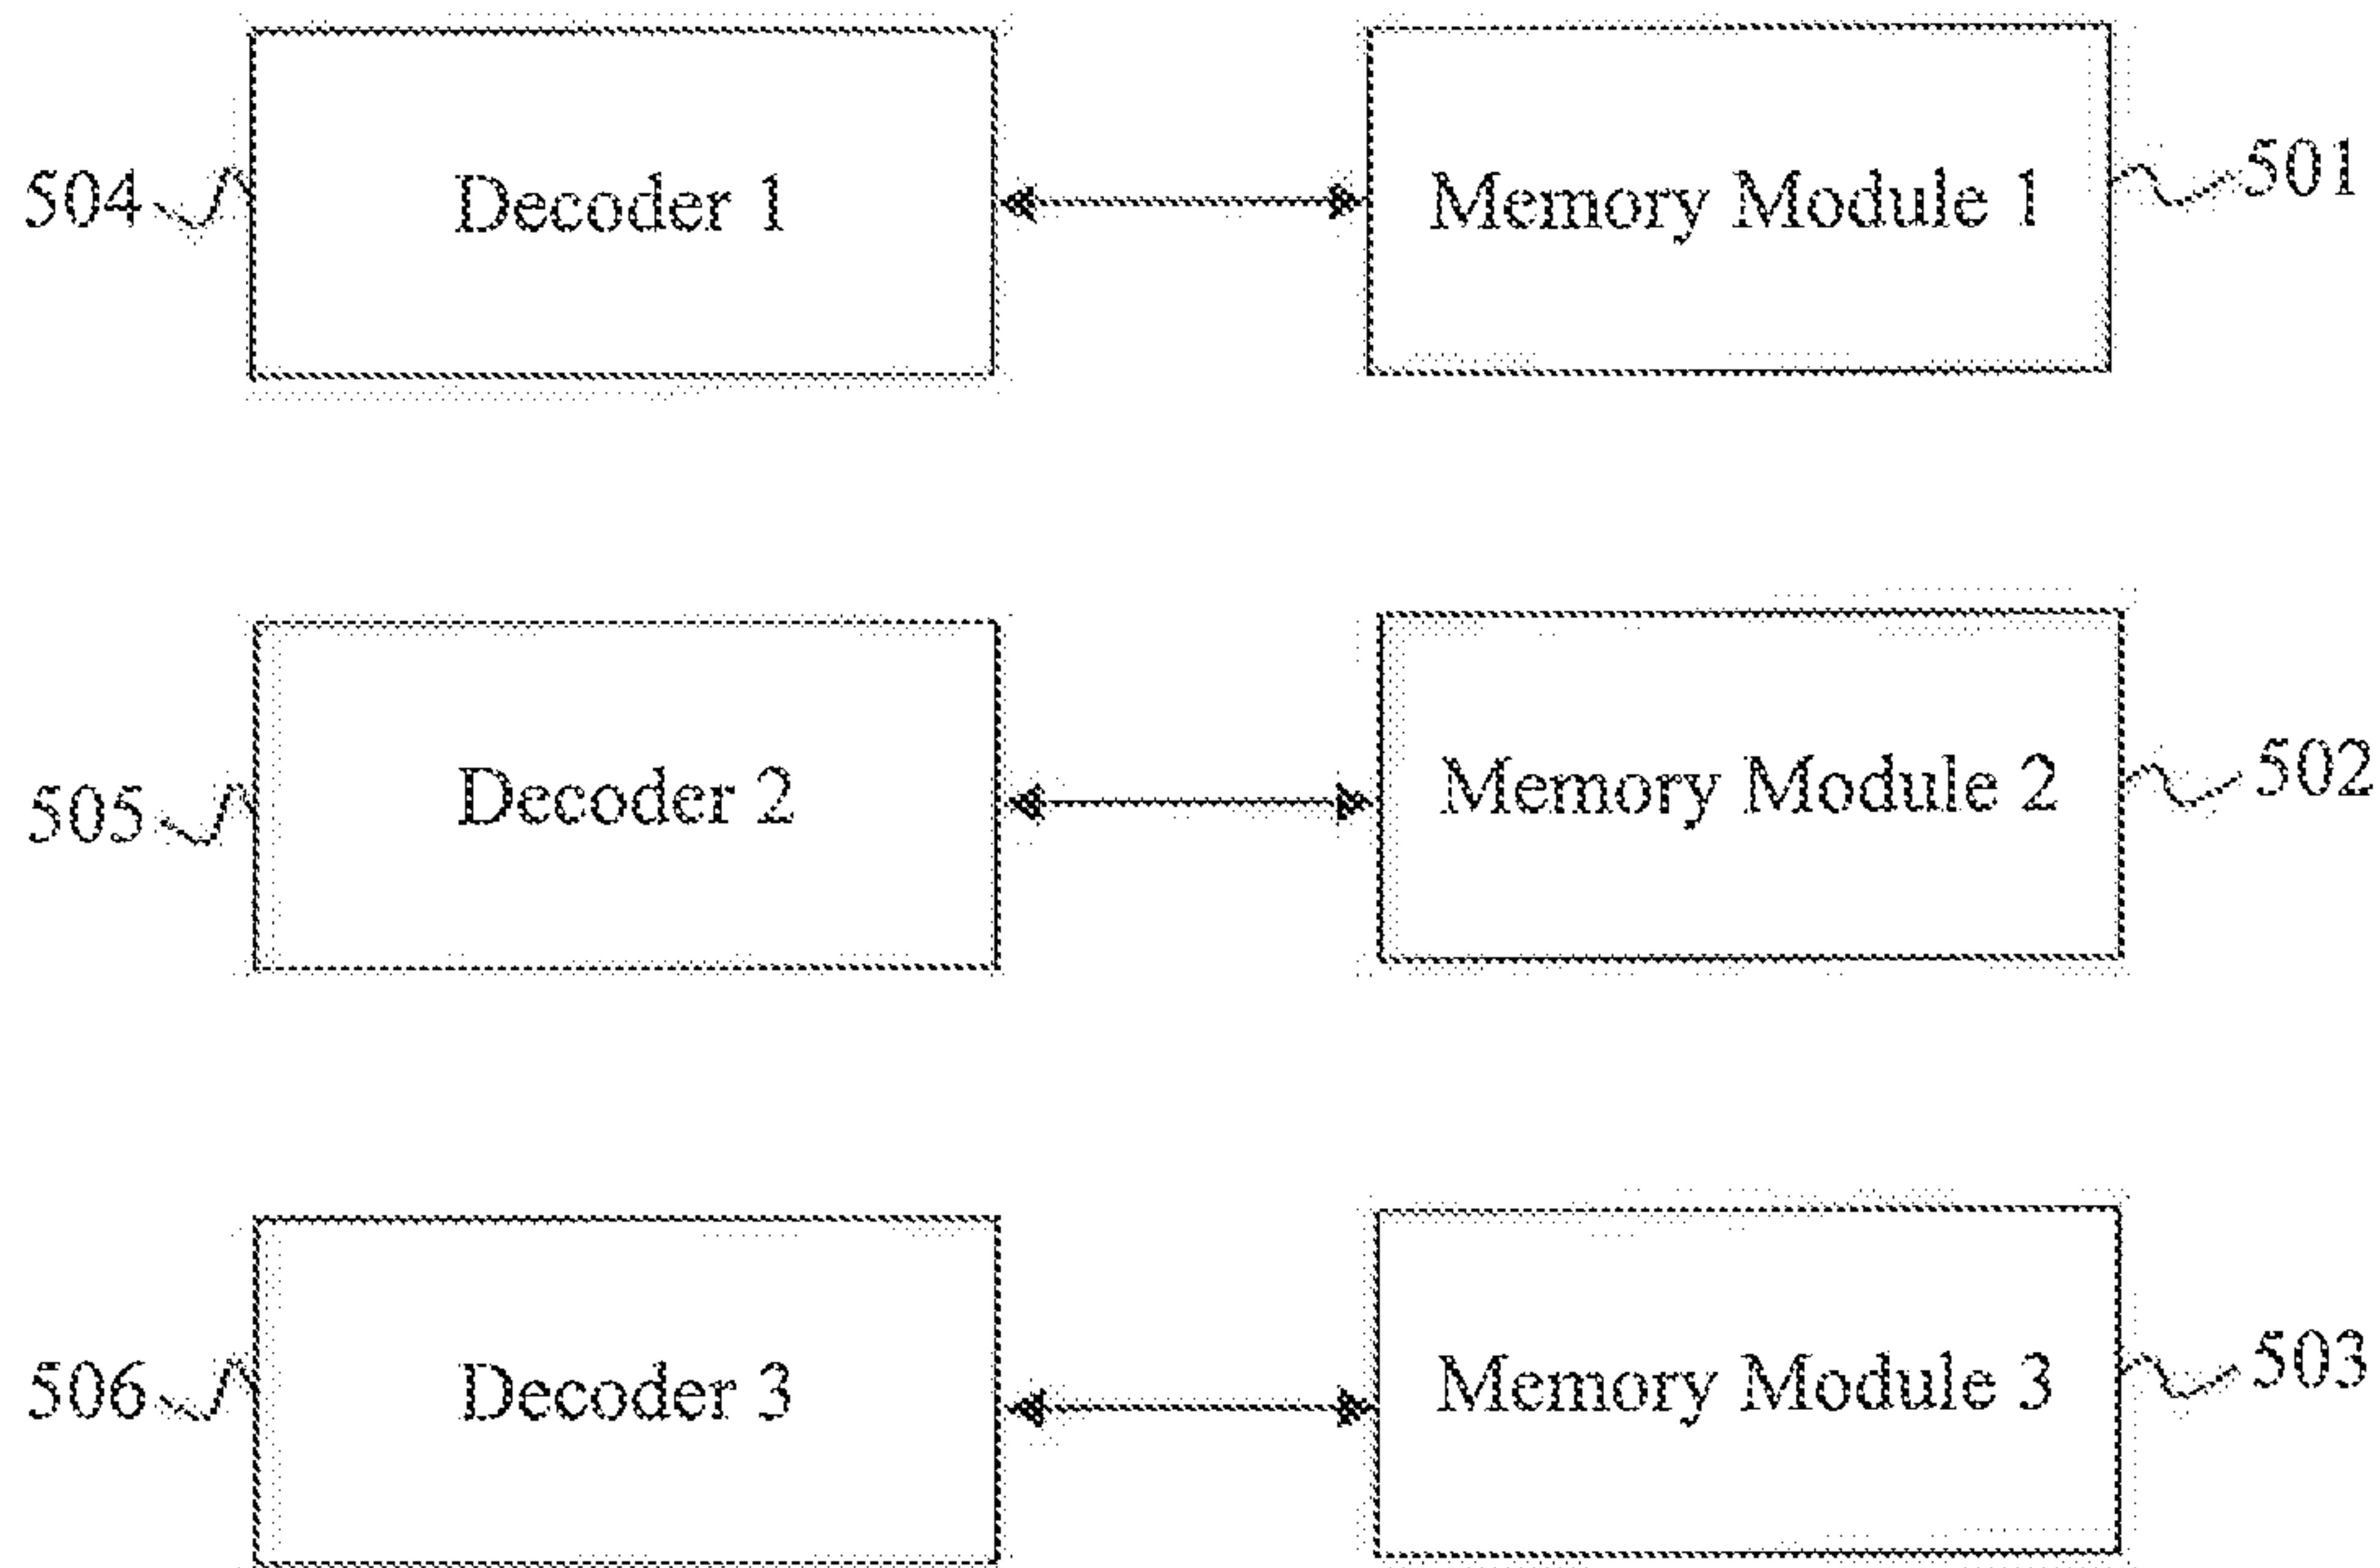 504 Decoder 1 Memory Module 1 501
505 Decoder 2 Memory Module 2 502
506 Decoder 3 Memory Module 3 503